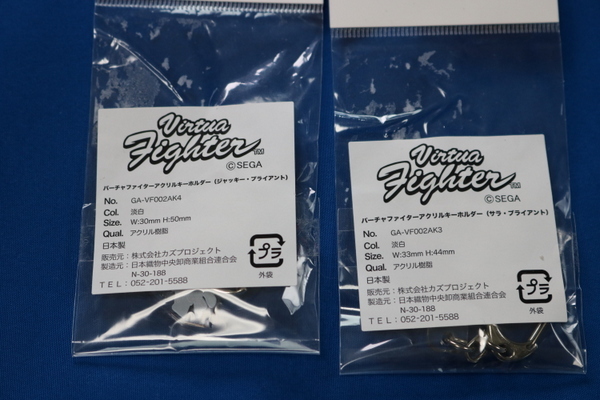 Virtua
Fighter™
©SEGA
バーチャファイターアクリルキーホルダー (ジャッキー・ブライアント)
No. GA-VF002AK4
Col. 淡白
Size. W:30mm H:50mm
Qual. アクリル樹脂
日本製
販売元：株式会社カズプロジェクト
製造元：日本織物中央卸商業組合連合会
N-30-188
TEL：052-201-5588
プラ
外袋
Virtua
Fighter™
©SEGA
バーチャファイターアクリルキーホルダー (サラ・ブライアント)
No. GA-VF002AK3
Col. 淡白
Size. W:33mm H:44mm
Qual. アクリル樹脂
日本製
販売元：株式会社カズプロジェクト
製造元：日本織物中央卸商業組合連合会
N-30-188
TEL：052-201-5588
プラ
外袋